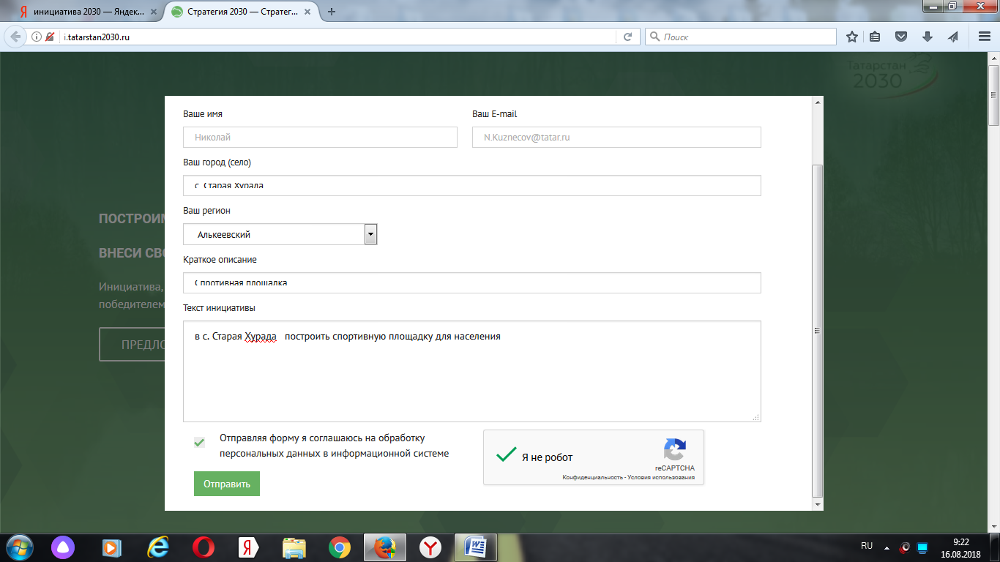 инициатива 2030 — Яндек...
Стратегия 2030 — Стратег...
i.tatarstan2030.ru
Поиск
Татарстан
2030
Ваше имя
Ваш E-mail
Николай
N.Kuznecov@tatar.ru
Ваш город (село)
с. Старая Хурада
Ваш регион
ПОСТРОИМ
Алькеевский
ВНЕСИ СВО
Краткое описание
Спротивная площадка
Инициатива,
победителем
Текст инициативы
в с. Старая Хурада построить спортивную площадку для населения
ПРЕДЛО
Отправляя форму я соглашаюсь на обработку
персональных данных в информационной системе
Я не робот
reCAPTCHA
Конфиденциальность - Условия использования
Отправить
RU
9:22
16.08.2018